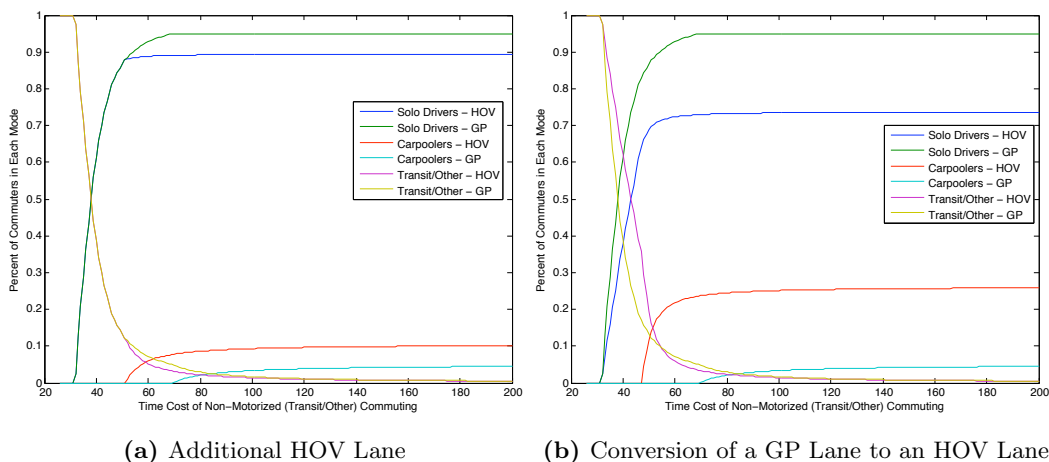 1
0.9
0.8
0.7
0.6
0.5
0.4
0.3
0.2
0.1
0
Percent of Commuters in Each Mode
20 40 60 80 100 120 140 160 180 200
Time Cost of Non−Motorized (Transit/Other) Commuting
Solo Drivers − HOV
Solo Drivers − GP
Carpoolers − HOV
Carpoolers − GP
Transit/Other − HOV
Transit/Other − GP
(a) Additional HOV Lane
1
0.9
0.8
0.7
0.6
0.5
0.4
0.3
0.2
0.1
0
Percent of Commuters in Each Mode
20 40 60 80 100 120 140 160 180 200
Time Cost of Non−Motorized (Transit/Other) Commuting
Solo Drivers − HOV
Solo Drivers − GP
Carpoolers − HOV
Carpoolers − GP
Transit/Other − HOV
Transit/Other − GP
(b) Conversion of a GP Lane to an HOV Lane